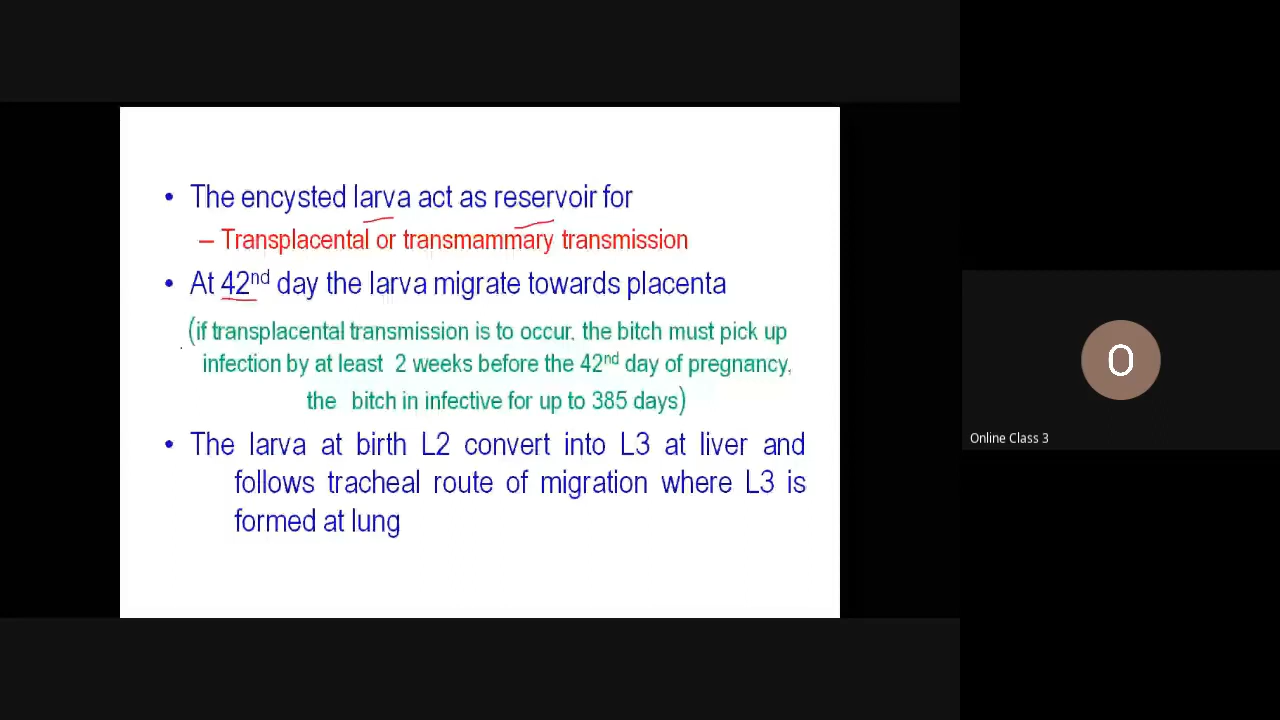 • The encysted larva act as reservoir for
– Transplacental or transmammary transmission
• At 42nd day the larva migrate towards placenta
(if transplacental transmission is to occur, the bitch must pick up
infection by at least 2 weeks before the 42nd day of pregnancy,
the bitch in infective for up to 385 days)
• The larva at birth L2 convert into L3 at liver and
follows tracheal route of migration where L3 is
formed at lung
O
Online Class 3